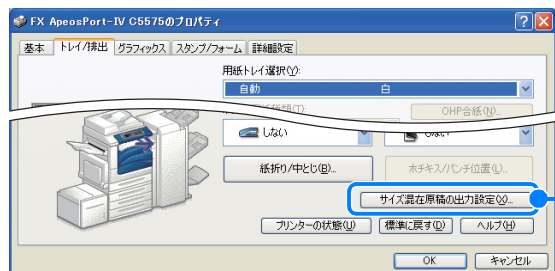 FX ApeosPort-IV C5575のプロパティ
基本 トレイ/排出 グラフィックス スタンプ/フォーム 詳細設定
用紙トレイ選択(Y):
自動 白
OHP合紙(N)...
しない
紙折り/中とじ(B)... ホチキス/パンチ位置(L)...
サイズ混在原稿の出力設定(X)...
プリンターの状態(U) 標準に戻す(D) ヘルプ(H)
OK キャンセル